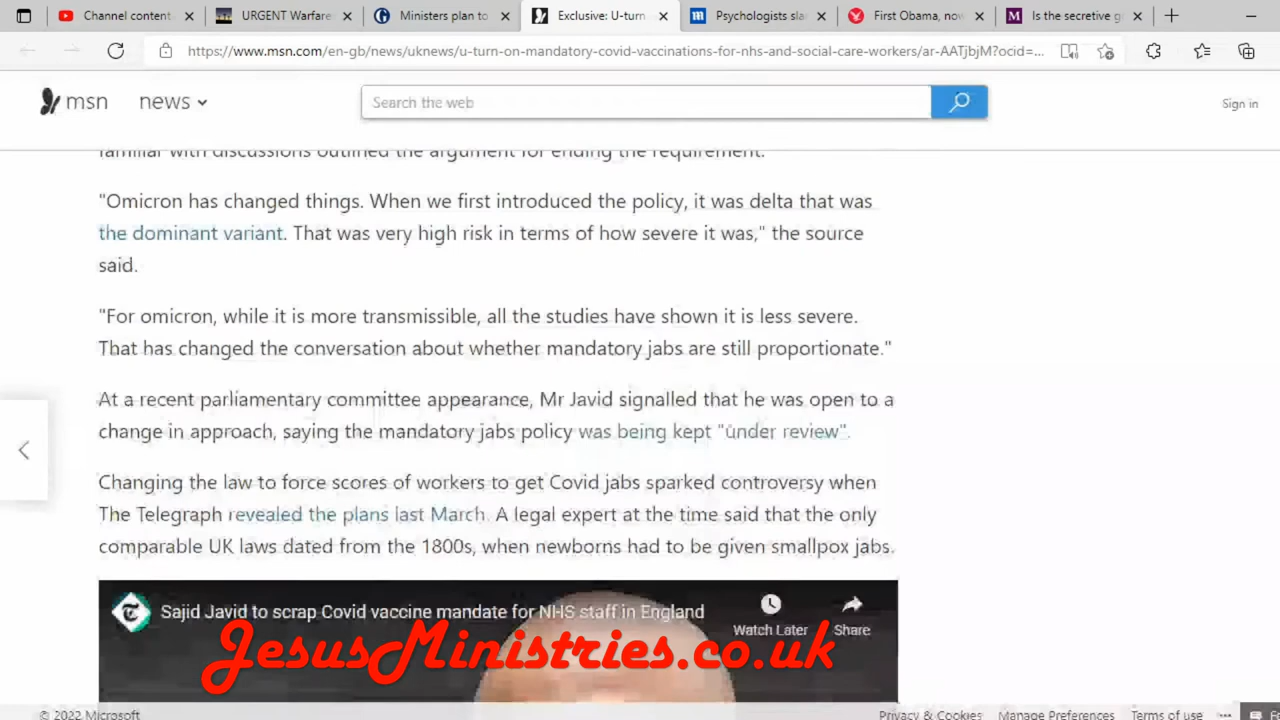 Channel content
URGENT Warfare
Ministers plan to
Exclusive: U-turn
Psychologists sla
First Obama, now
Is the secretive g
https://www.msn.com/en-gb/news/uknews/u-turn-on-mandatory-covid-vaccinations-for-nhs-and-social-care-workers/ar-AATjbjM?ocid=...
msn news
Search the web
Sign in
familiar with discussions outlined the argument for ending the requirement.
"Omicron has changed things. When we first introduced the policy, it was delta that was
the dominant variant. That was very high risk in terms of how severe it was," the source
said.
"For omicron, while it is more transmissible, all the studies have shown it is less severe.
That has changed the conversation about whether mandatory jabs are still proportionate."
At a recent parliamentary committee appearance, Mr Javid signalled that he was open to a
change in approach, saying the mandatory jabs policy was being kept "under review".
Changing the law to force scores of workers to get Covid jabs sparked controversy when
The Telegraph revealed the plans last March. A legal expert at the time said that the only
comparable UK laws dated from the 1800s, when newborns had to be given smallpox jabs.
Sajid Javid to scrap Covid vaccine mandate for NHS staff in England
Watch Later
Share
JesusMinistries.co.uk
© 2022 Microsoft
Privacy & Cookies
Manage Preferences
Terms of use
...